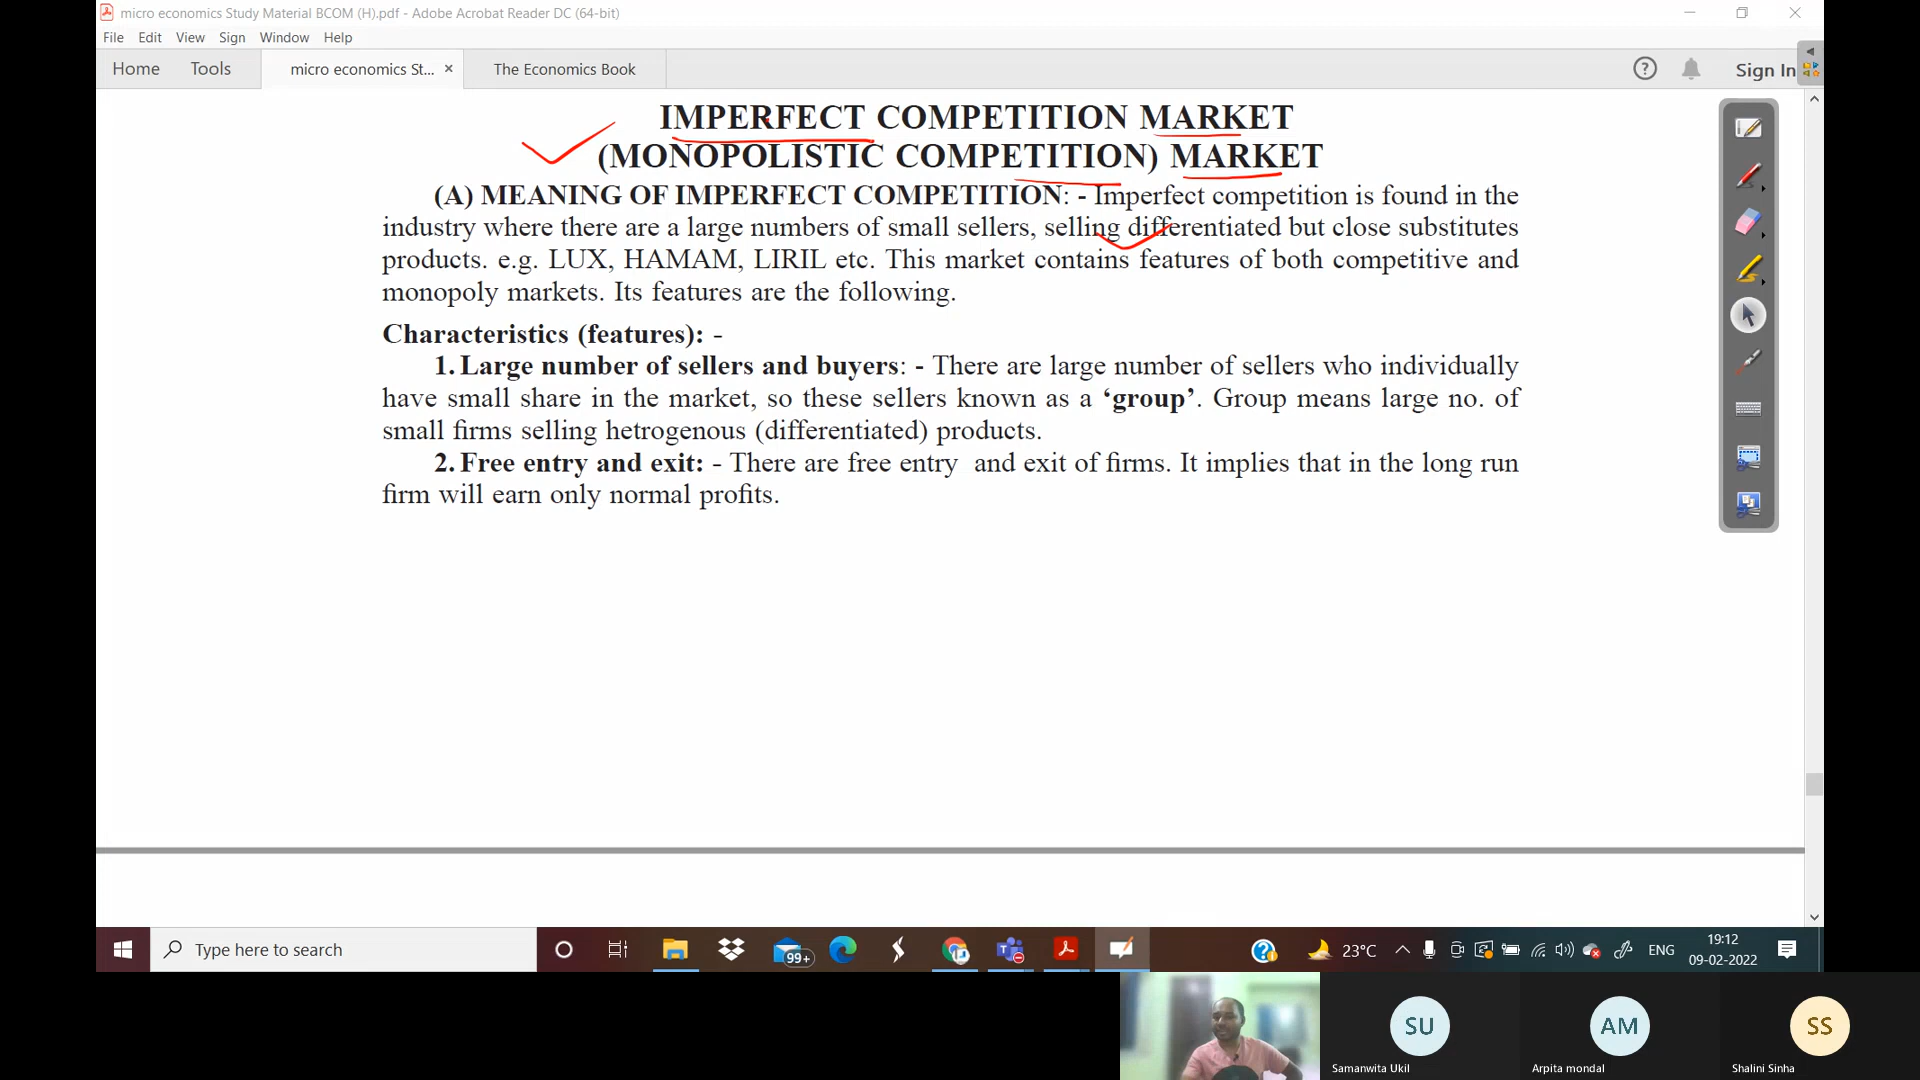 micro economics Study Material BCOM (H).pdf - Adobe Acrobat Reader DC (64-bit)
File Edit View Sign Window Help
Home Tools micro economics St... × The Economics Book Sign In
IMPERFECT COMPETITION MARKET
(MONOPOLISTIC COMPETITION) MARKET
(A) MEANING OF IMPERFECT COMPETITION: - Imperfect competition is found in the
industry where there are a large numbers of small sellers, selling differentiated but close substitutes
products. e.g. LUX, HAMAM, LIRIL etc. This market contains features of both competitive and
monopoly markets. Its features are the following.
Characteristics (features): -
1. Large number of sellers and buyers: - There are large number of sellers who individually
have small share in the market, so these sellers known as a ‘group’. Group means large no. of
small firms selling hetrogenous (differentiated) products.
2. Free entry and exit: - There are free entry and exit of firms. It implies that in the long run
firm will earn only normal profits.
Type here to search
99+
23°C
ENG
19:12
09-02-2022
SU
AM
SS
Samanwita Ukil
Arpita mondal
Shalini Sinha